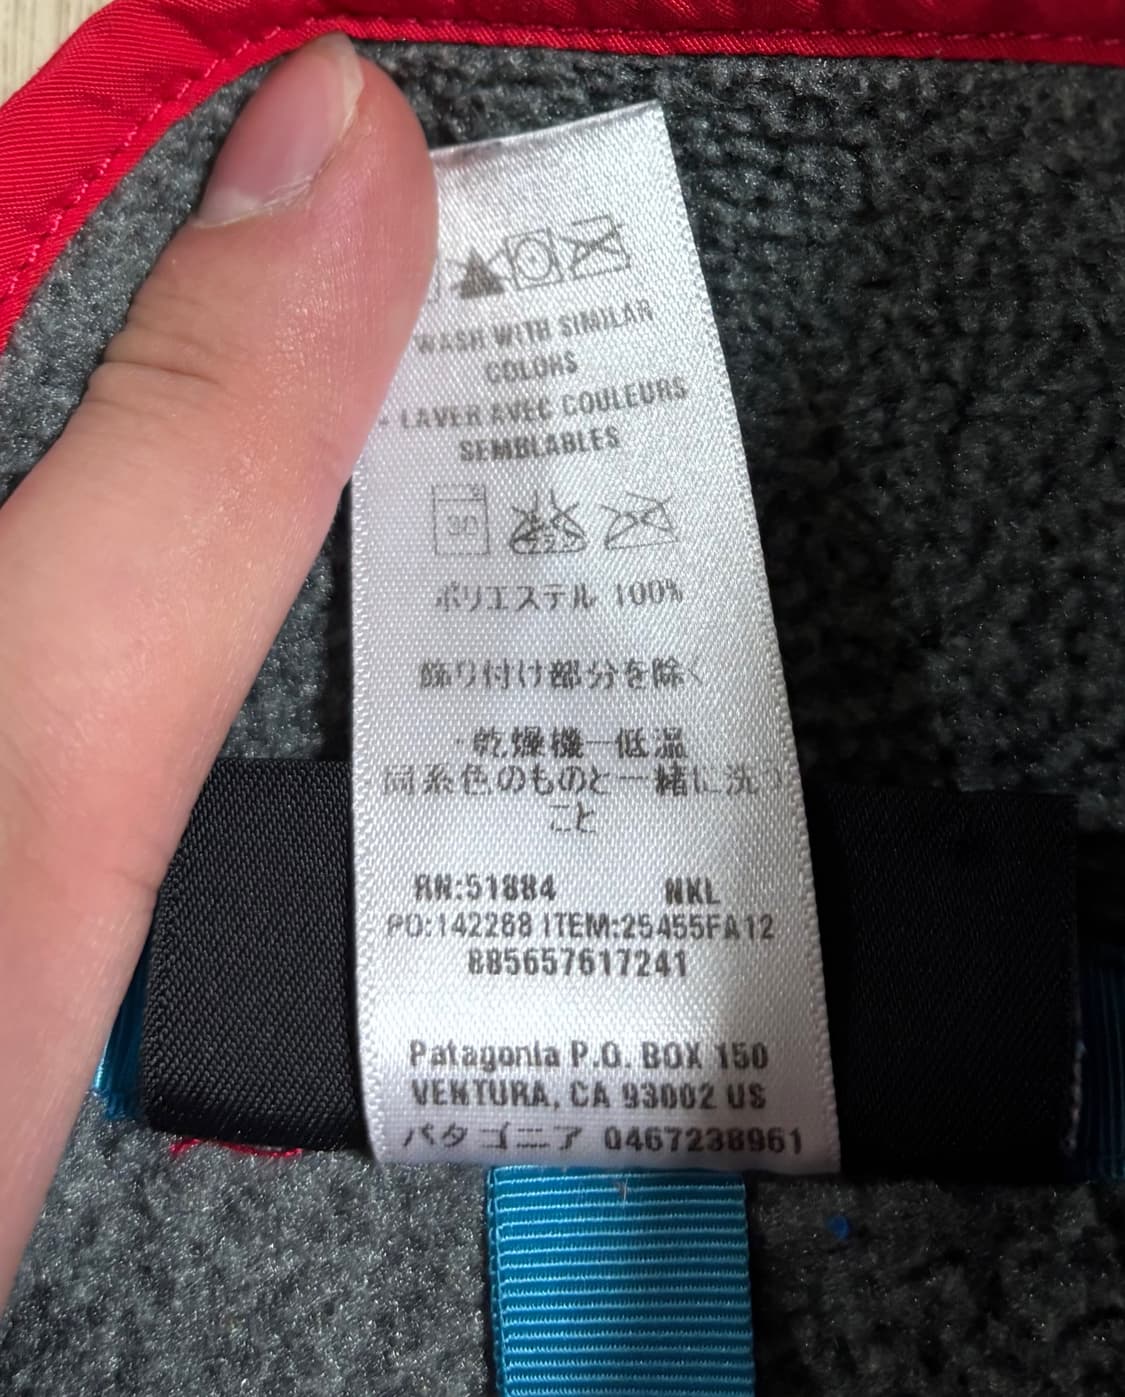 WASH WITH SIMILAR
COLORS
- LAVER AVEC COULEURS
SEMBLABLES
30
ポリエステル 100%
飾り付け部分を除く
·乾燥機—低温
同系色のものと一緒に洗う
こと
RN:51884 NKL
PO:142268 ITEM:25455FA12
885657617241
Patagonia P.O. BOX 150
VENTURA, CA 93002 US
パタゴニア 0467238961